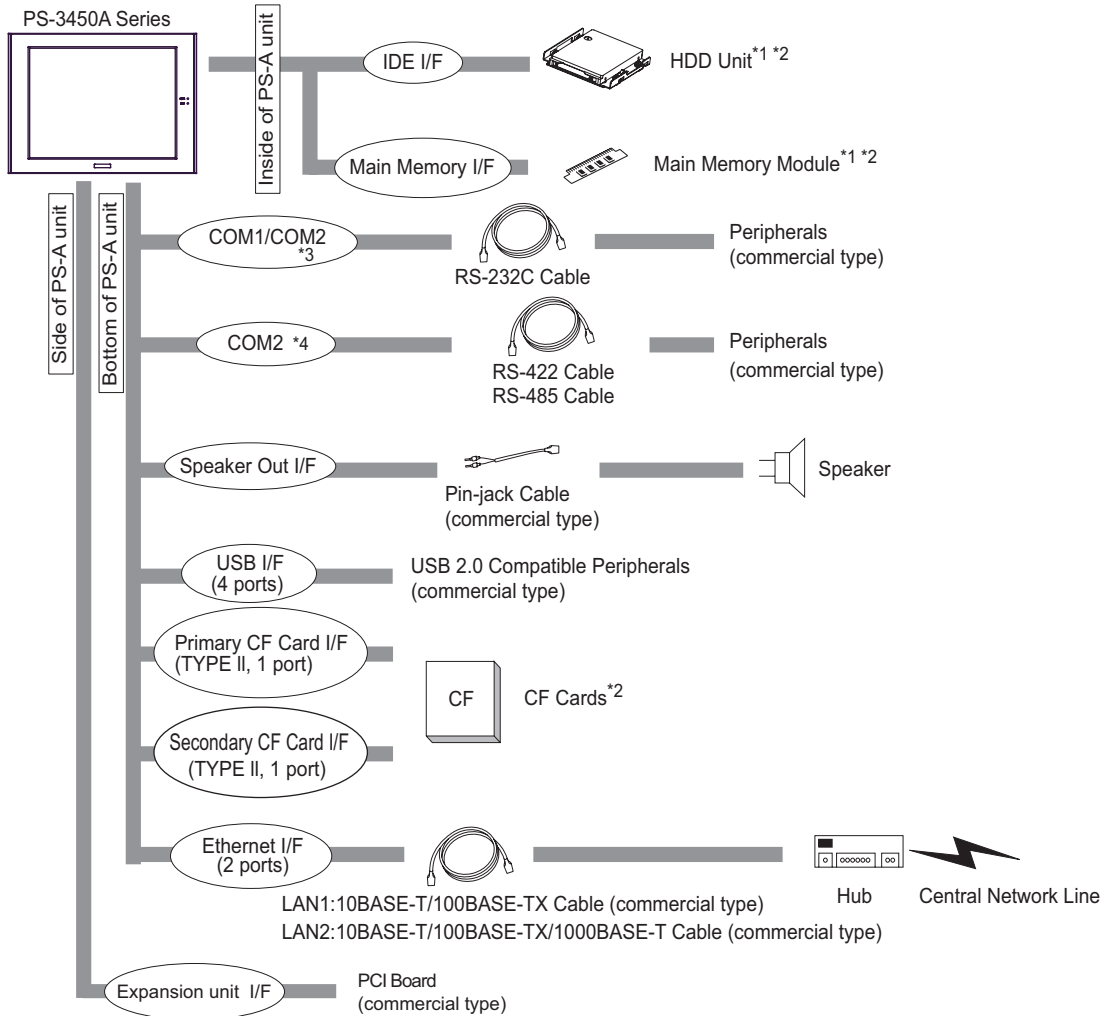 PS-3450A Series
Inside of PS-A unit
IDE I/F
HDD Unit*1 *2
Main Memory I/F
Main Memory Module*1 *2
Side of PS-A unit
Bottom of PS-A unit
COM1/COM2
*3
RS-232C Cable
Peripherals
(commercial type)
COM2 *4
RS-422 Cable
RS-485 Cable
Peripherals
(commercial type)
Speaker Out I/F
Pin-jack Cable
(commercial type)
Speaker
USB I/F
(4 ports)
USB 2.0 Compatible Peripherals
(commercial type)
Primary CF Card I/F
(TYPE II, 1 port)
CF
CF Cards*2
Secondary CF Card I/F
(TYPE II, 1 port)
Ethernet I/F
(2 ports)
Hub
Central Network Line
LAN1:10BASE-T/100BASE-TX Cable (commercial type)
LAN2:10BASE-T/100BASE-TX/1000BASE-T Cable (commercial type)
Expansion unit I/F
PCI Board
(commercial type)